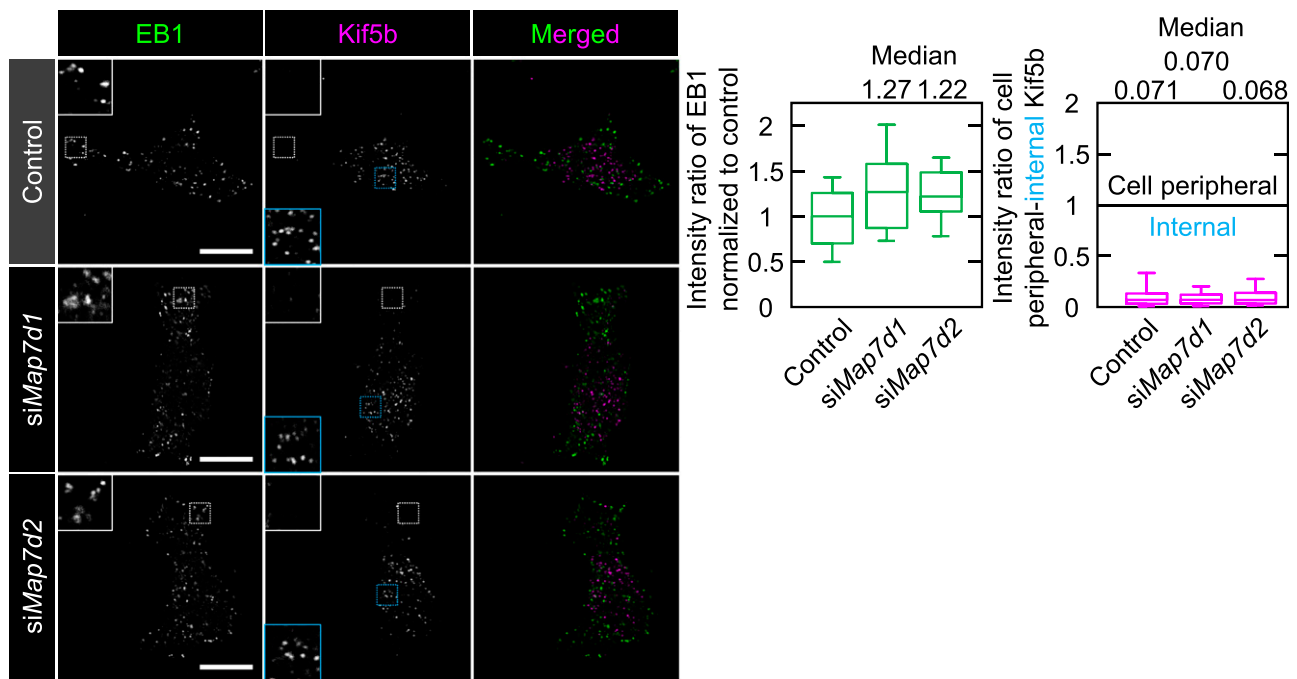 EB1
Kif5b
Merged
Control
siMap7d1
siMap7d2
Intensity ratio of EB1
normalized to control
Median
1.27 1.22
2
1.5
1
0.5
0
Control
siMap7d1
siMap7d2
Intensity ratio of cell
peripheral-internal Kif5b
Median
0.070
0.071 0.068
2
1.5
1
0.5
0
Cell peripheral
Internal
Control
siMap7d1
siMap7d2